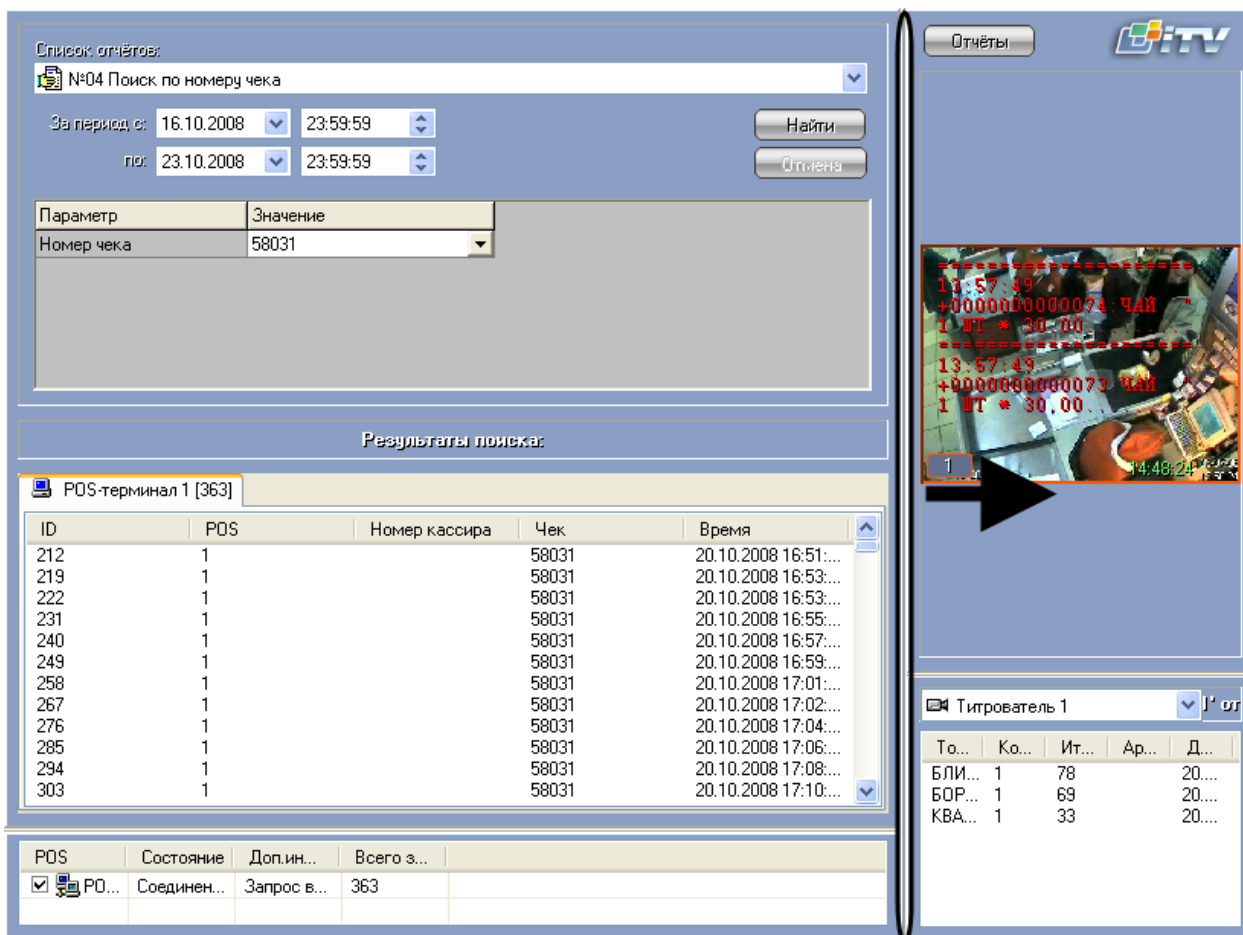 Список отчётов:
№04 Поиск по номеру чека
За период с: 16.10.2008 23:59:59
Найти
по: 23.10.2008 23:59:59
Отмена
Параметр Значение
Номер чека 58031
Результаты поиска:
POS-терминал 1 [363]
ID POS Номер кассира Чек Время
212 1 58031 20.10.2008 16:51:...
219 1 58031 20.10.2008 16:53:...
222 1 58031 20.10.2008 16:53:...
231 1 58031 20.10.2008 16:55:...
240 1 58031 20.10.2008 16:57:...
249 1 58031 20.10.2008 16:59:...
258 1 58031 20.10.2008 17:01:...
267 1 58031 20.10.2008 17:02:...
276 1 58031 20.10.2008 17:04:...
285 1 58031 20.10.2008 17:06:...
294 1 58031 20.10.2008 17:08:...
303 1 58031 20.10.2008 17:10:...
POS Состояние Доп.ин... Всего з...
PO... Соединен... Запрос в... 363
Отчёты
iTV
=====================
13:57:49
+0000000000074:ЧАЙ "
1 ШТ * 30.00.......
=====================
13:57:49
+0000000000073 ЧАЙ "
1 ШТ * 30,00..
1
14:48:24
Титрователь 1
То... Ко... Ит... Ар... Д...
БЛИ... 1 78 20....
БОР... 1 69 20....
КВА... 1 33 20....